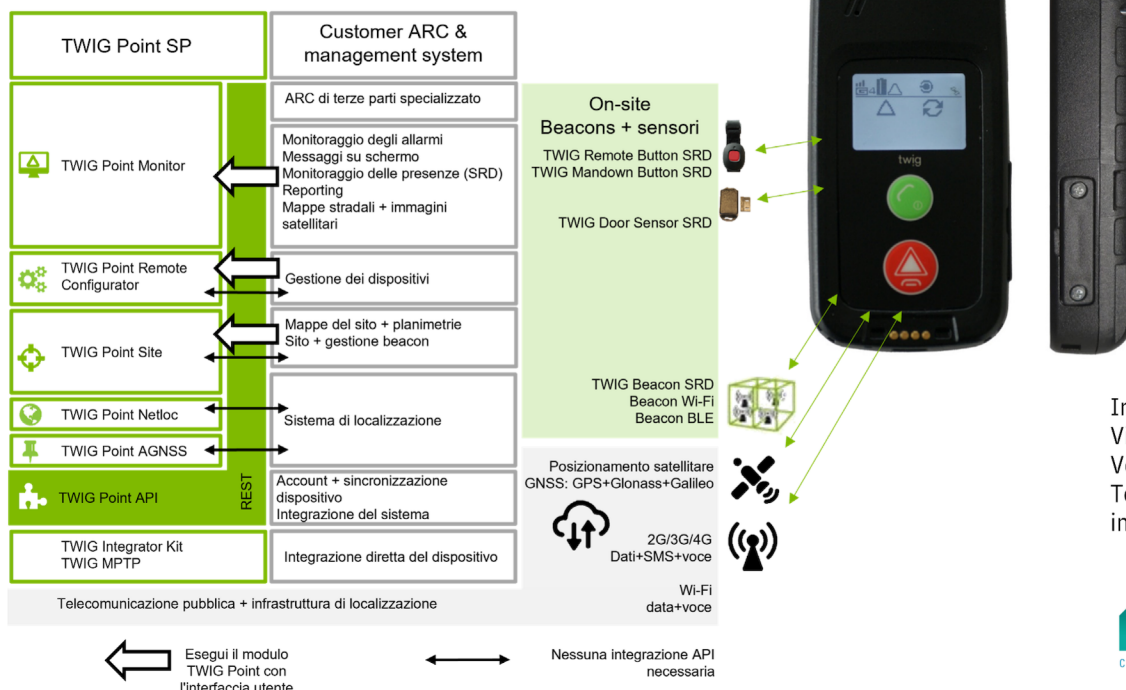 TWIG Point SP
Customer ARC &
management system
ARC di terze parti specializzato
TWIG Point Monitor
Monitoraggio degli allarmi
Messaggi su schermo
Monitoraggio delle presenze (SRD)
Reporting
Mappe stradali + immagini
satellitari
TWIG Point Remote
Configurator
Gestione dei dispositivi
TWIG Point Site
Mappe del sito + planimetrie
Sito + gestione beacon
TWIG Point Netloc
Sistema di localizzazione
TWIG Point AGNSS
TWIG Point API
REST
Account + sincronizzazione
dispositivo
Integrazione del sistema
TWIG Integrator Kit
TWIG MPTP
Integrazione diretta del dispositivo
Telecomunicazione pubblica + infrastruttura di localizzazione
On-site
Beacons + sensori
TWIG Remote Button SRD
TWIG Mandown Button SRD
TWIG Door Sensor SRD
TWIG Beacon SRD
Beacon Wi-Fi
Beacon BLE
Posizionamento satellitare
GNSS: GPS+Glonass+Galileo
2G/3G/4G
Dati+SMS+voce
Wi-Fi
data+voce
twig
Esegui il modulo
TWIG Point con
l'interfaccia utente
Nessuna integrazione API
necessaria